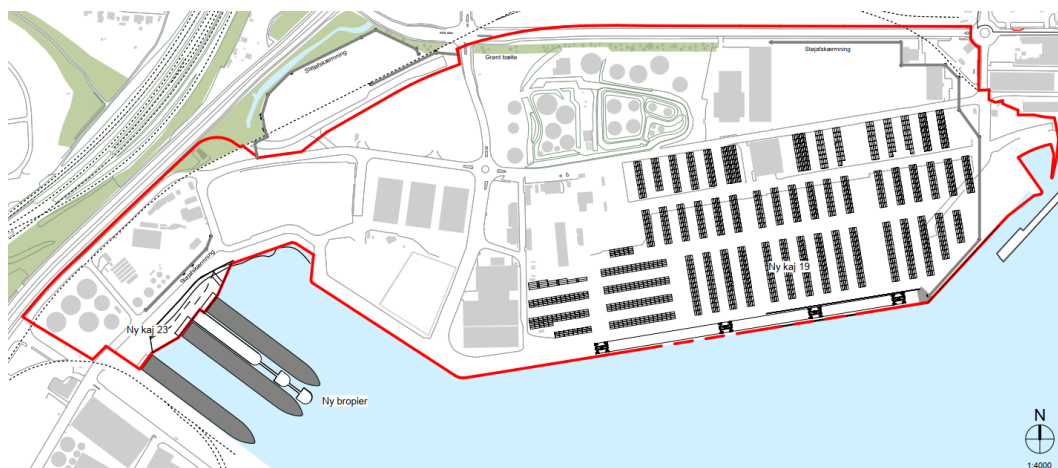 Støjafskærmning
Støjafskærmning
Grønt bælte
Støjafskærmning
Ny kaj 19
Ny kaj 23
Ny bropier
N
1:4000